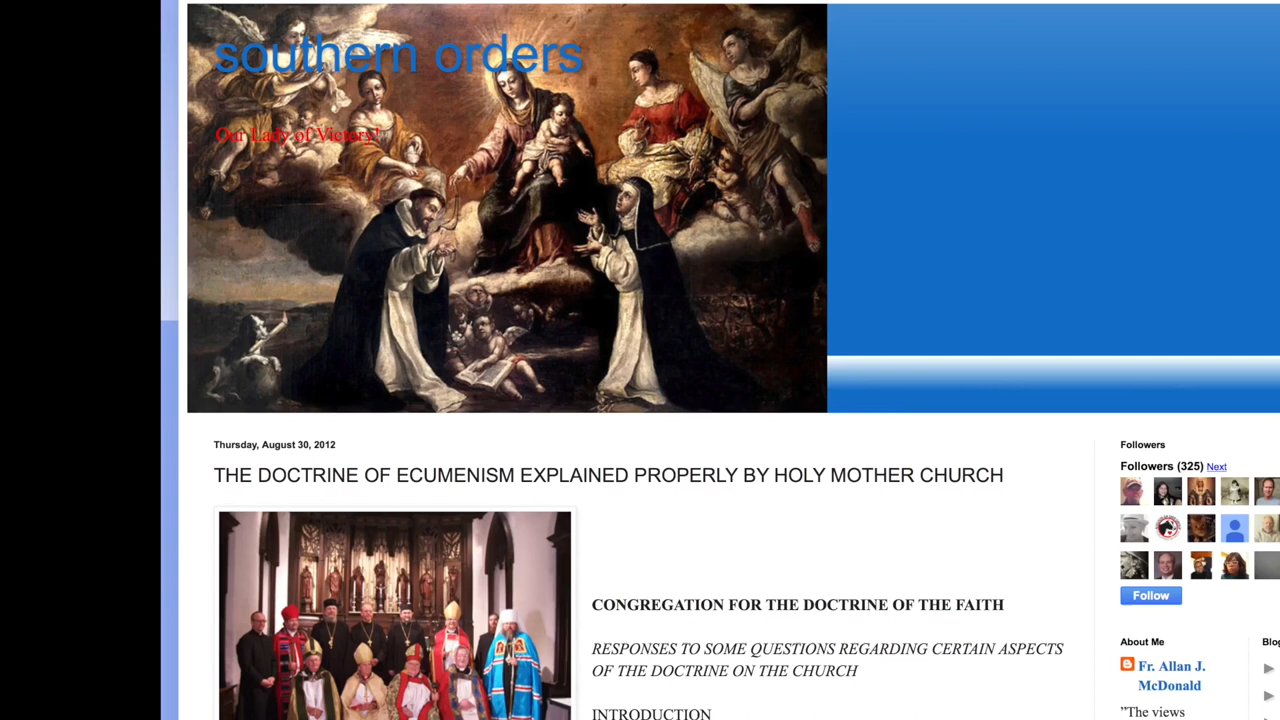 southern orders
Our Lady of Victory!
Thursday, August 30, 2012
THE DOCTRINE OF ECUMENISM EXPLAINED PROPERLY BY HOLY MOTHER CHURCH
CONGREGATION FOR THE DOCTRINE OF THE FAITH
RESPONSES TO SOME QUESTIONS REGARDING CERTAIN ASPECTS
OF THE DOCTRINE ON THE CHURCH
INTRODUCTION
Followers
Followers (325) Next
Follow
About Me
Fr. Allan J.
McDonald
"The views
Blog